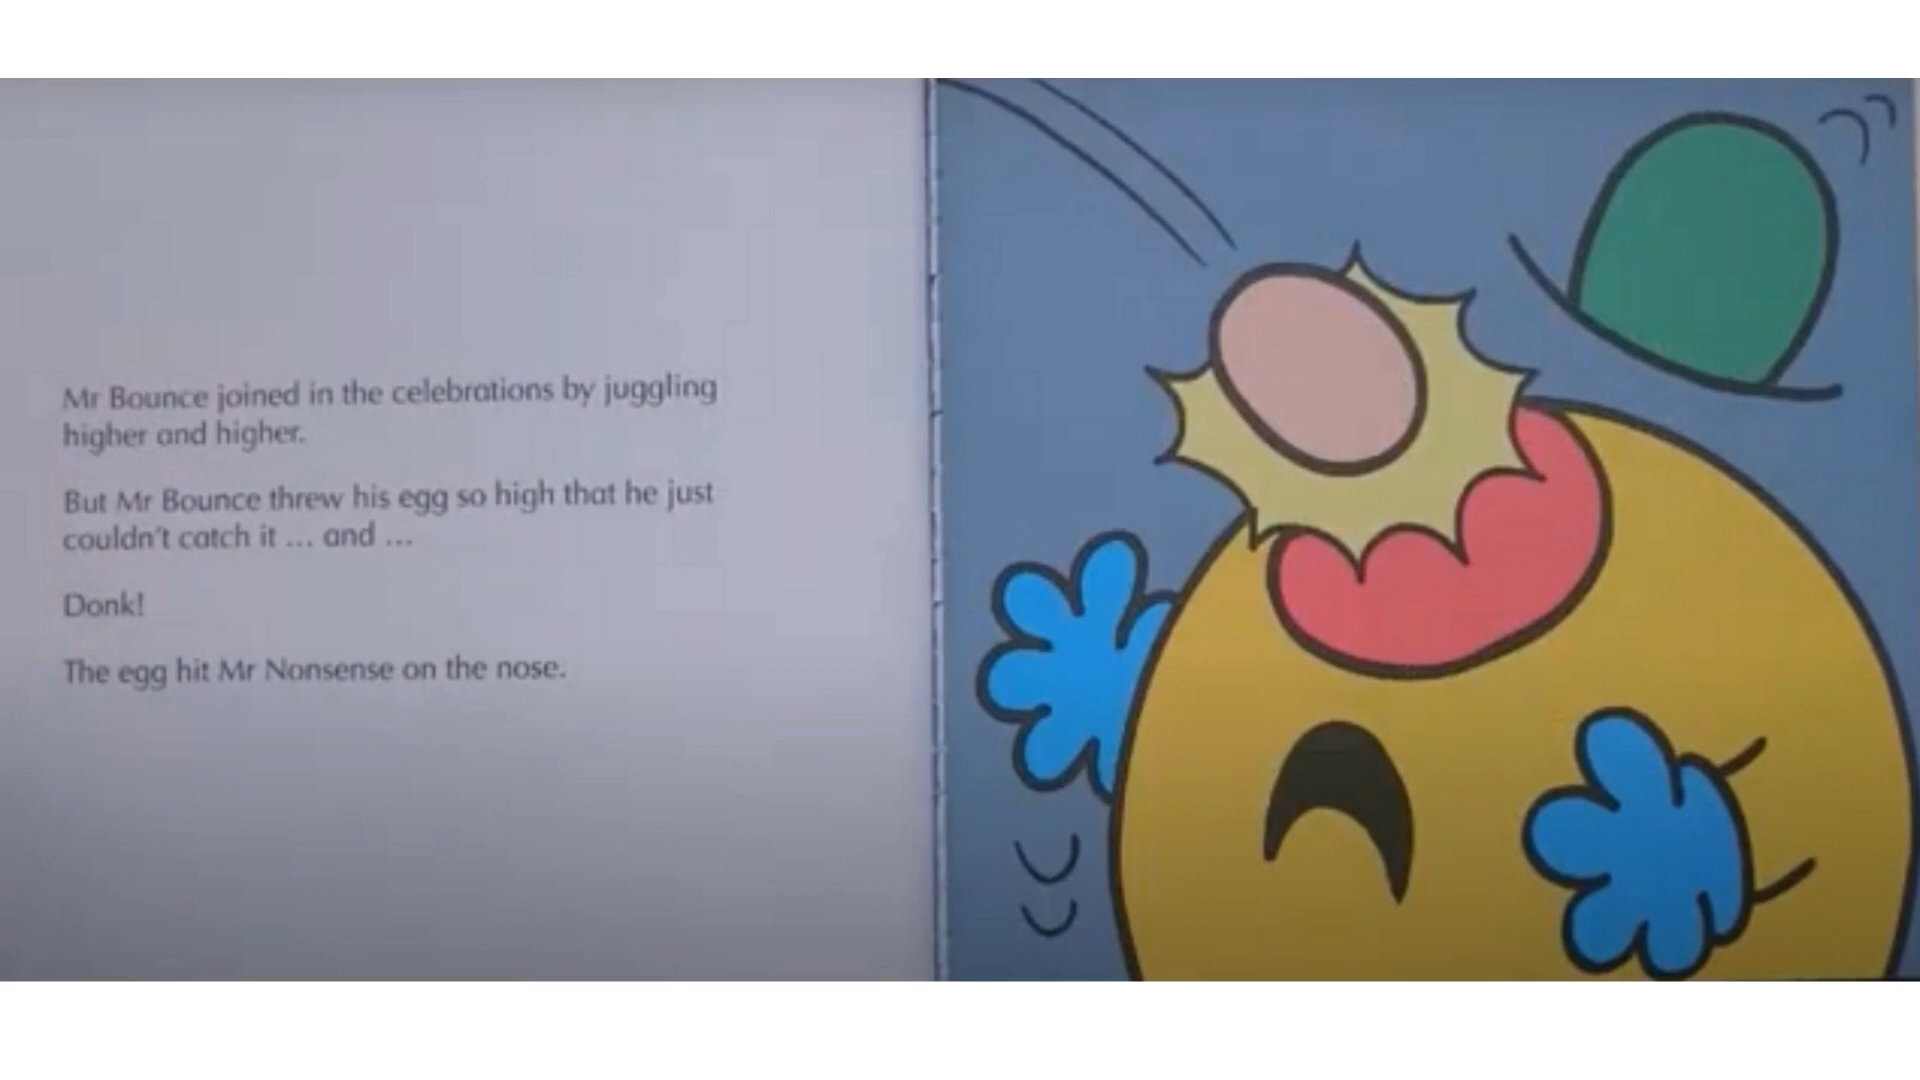 Mr Bounce joined in the celebrations by juggling
higher and higher.
But Mr Bounce threw his egg so high that he just
couldn't catch it ... and ...
Donk!
The egg hit Mr Nonsense on the nose.